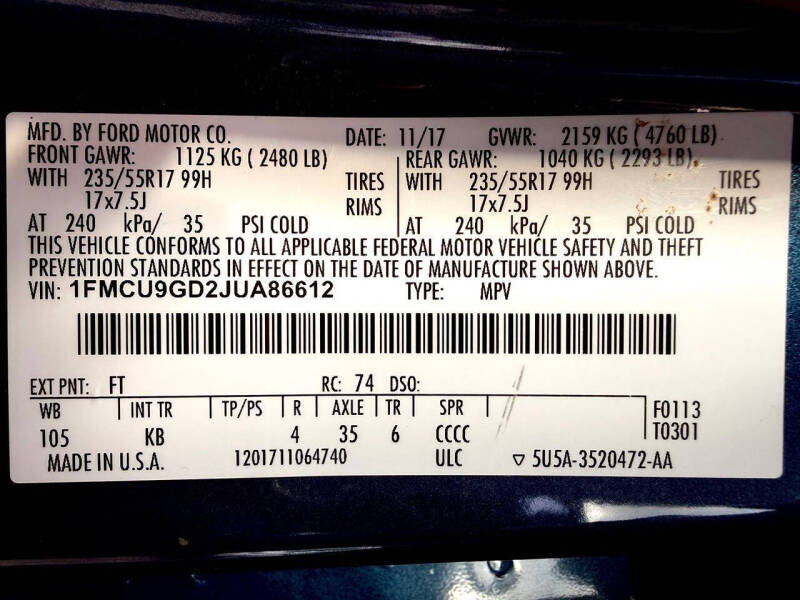 MFD. BY FORD MOTOR CO. DATE: 11/17 GVWR: 2159 KG ( 4760 LB)
FRONT GAWR: 1125 KG ( 2480 LB) REAR GAWR: 1040 KG ( 2293 LB)
WITH 235/55R17 99H TIRES WITH 235/55R17 99H TIRES
17x7.5J RIMS 17x7.5J RIMS
AT 240 kPa/ 35 PSI COLD AT 240 kPa/ 35 PSI COLD
THIS VEHICLE CONFORMS TO ALL APPLICABLE FEDERAL MOTOR VEHICLE SAFETY AND THEFT
PREVENTION STANDARDS IN EFFECT ON THE DATE OF MANUFACTURE SHOWN ABOVE.
VIN: 1FMCU9GD2JUA86612 TYPE: MPV
EXT PNT: FT RC: 74 DSO:
WB INT TR TP/PS R AXLE TR SPR F0113
105 KB 4 35 6 CCCC T0301
MADE IN U.S.A. 1201711064740 ULC ▽ 5U5A-3520472-AA